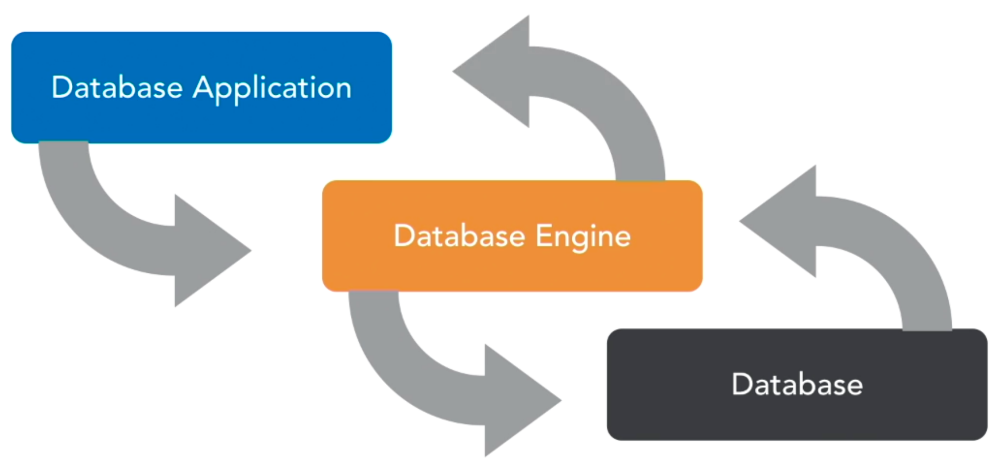 Database Application
Database Engine
Database